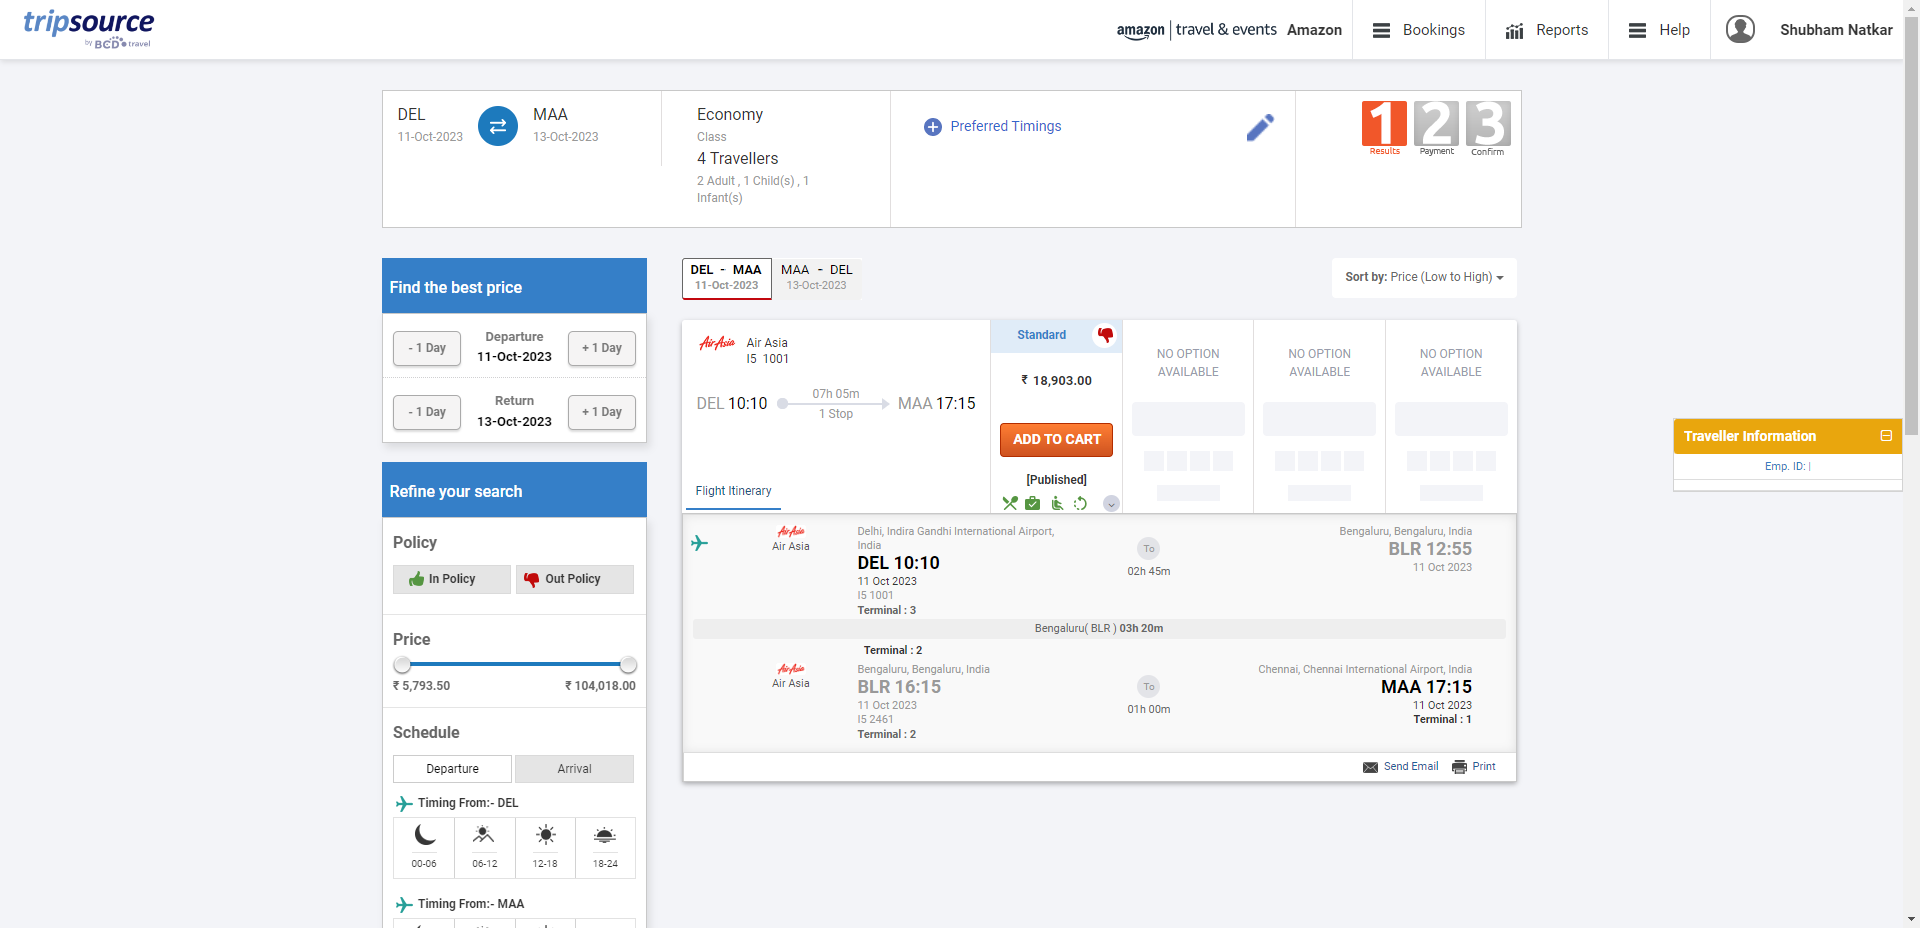 tripsource
by BCD travel
amazon travel & events Amazon
Bookings
Reports
Help
Shubham Natkar
DEL
11-Oct-2023
MAA
13-Oct-2023
Economy
Class
4 Travellers
2 Adult , 1 Child(s) , 1
Infant(s)
Preferred Timings
1 2 3
Results Payment Confirm
Find the best price
- 1 Day
Departure
11-Oct-2023
+ 1 Day
- 1 Day
Return
13-Oct-2023
+ 1 Day
Refine your search
Policy
In Policy
Out Policy
Price
₹ 5,793.50
₹ 104,018.00
Schedule
Departure
Arrival
Timing From:- DEL
00-06
06-12
12-18
18-24
Timing From:- MAA
DEL - MAA
11-Oct-2023
MAA - DEL
13-Oct-2023
Sort by: Price (Low to High)
AirAsia
Air Asia
I5 1001
DEL 10:10
07h 05m
1 Stop
MAA 17:15
Flight Itinerary
Standard
₹ 18,903.00
ADD TO CART
[Published]
NO OPTION
AVAILABLE
NO OPTION
AVAILABLE
NO OPTION
AVAILABLE
AirAsia
Air Asia
Delhi, Indira Gandhi International Airport,
India
DEL 10:10
11 Oct 2023
I5 1001
Terminal : 3
To
02h 45m
Bengaluru, Bengaluru, India
BLR 12:55
11 Oct 2023
Bengaluru( BLR ) 03h 20m
Terminal : 2
AirAsia
Air Asia
Bengaluru, Bengaluru, India
BLR 16:15
11 Oct 2023
I5 2461
Terminal : 2
To
01h 00m
Chennai, Chennai International Airport, India
MAA 17:15
11 Oct 2023
Terminal : 1
Send Email
Print
Traveller Information
Emp. ID: |